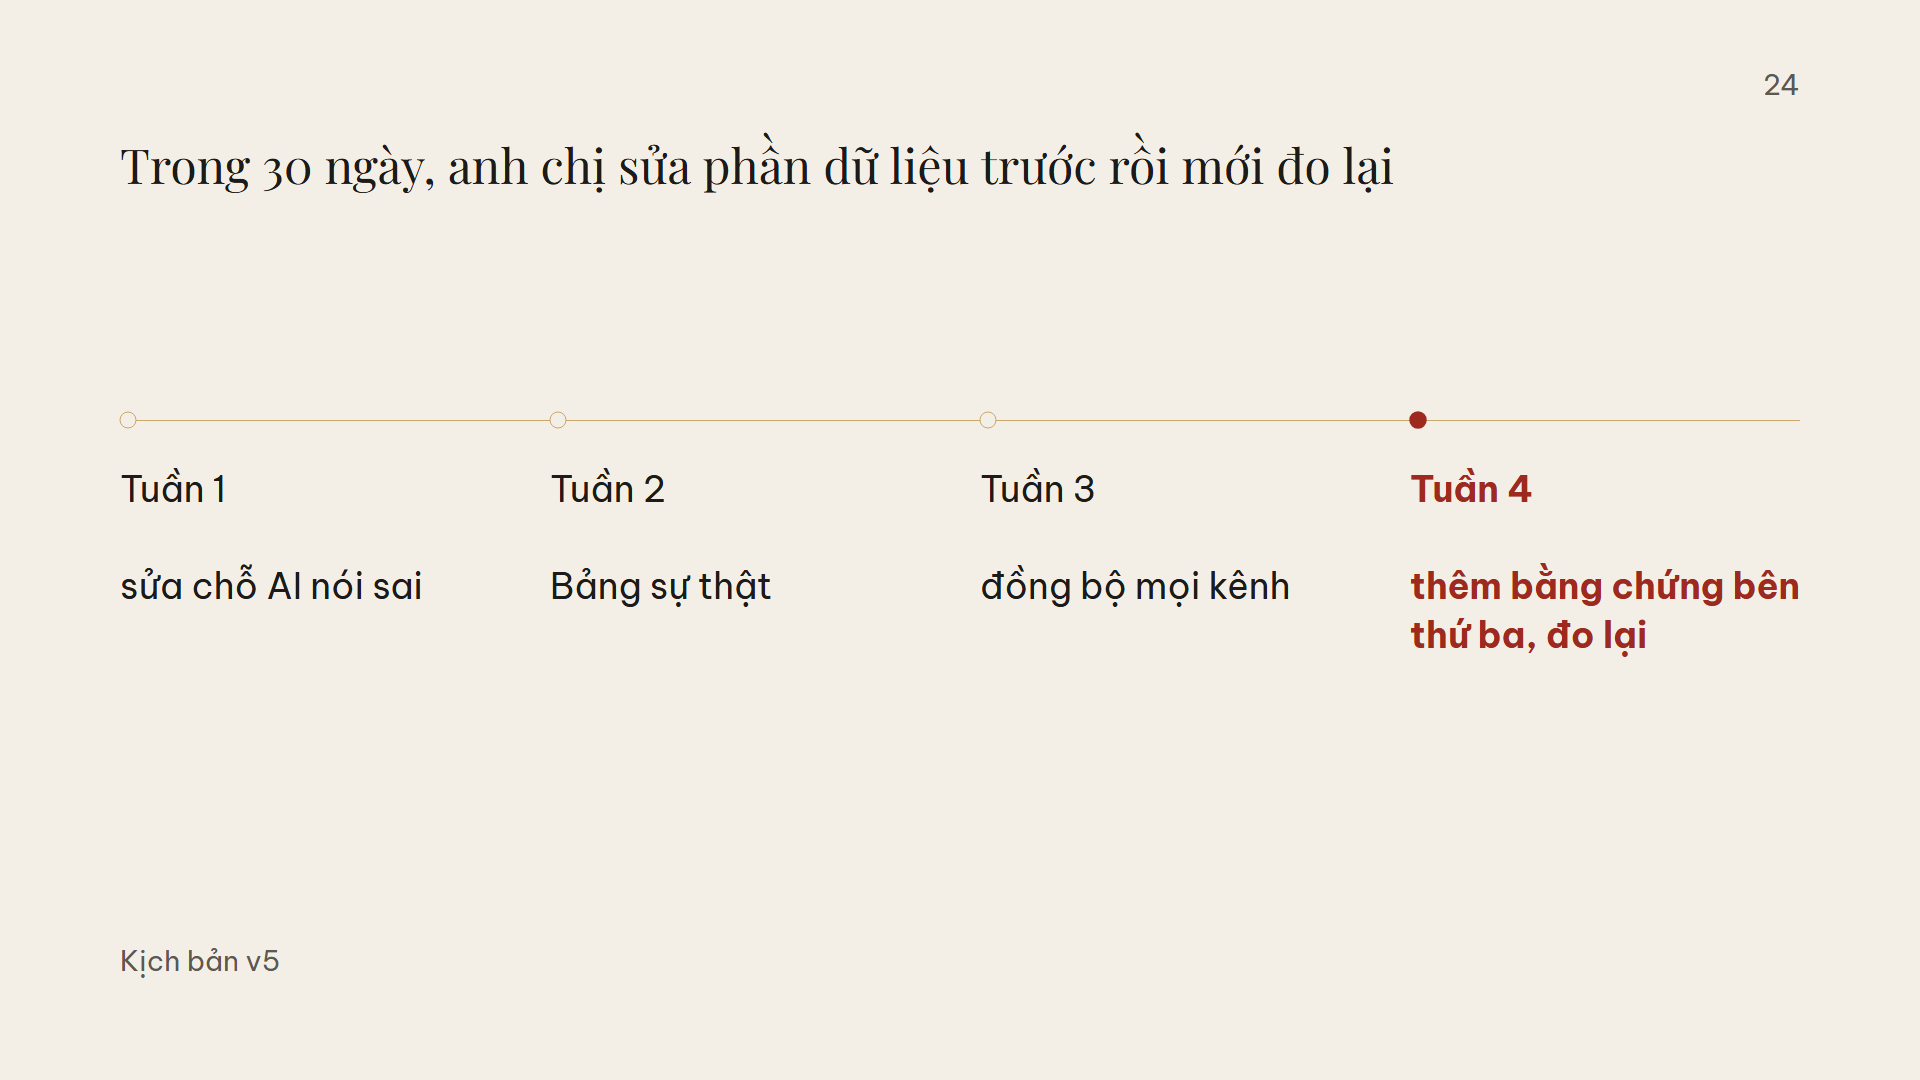 24
Trong 30 ngày, anh chị sửa phần dữ liệu trước rồi mới đo lại
Tuần 1
sửa chỗ AI nói sai
Tuần 2
Bảng sự thật
Tuần 3
đồng bộ mọi kênh
Tuần 4
thêm bằng chứng bên
thứ ba, đo lại
Kịch bản v5